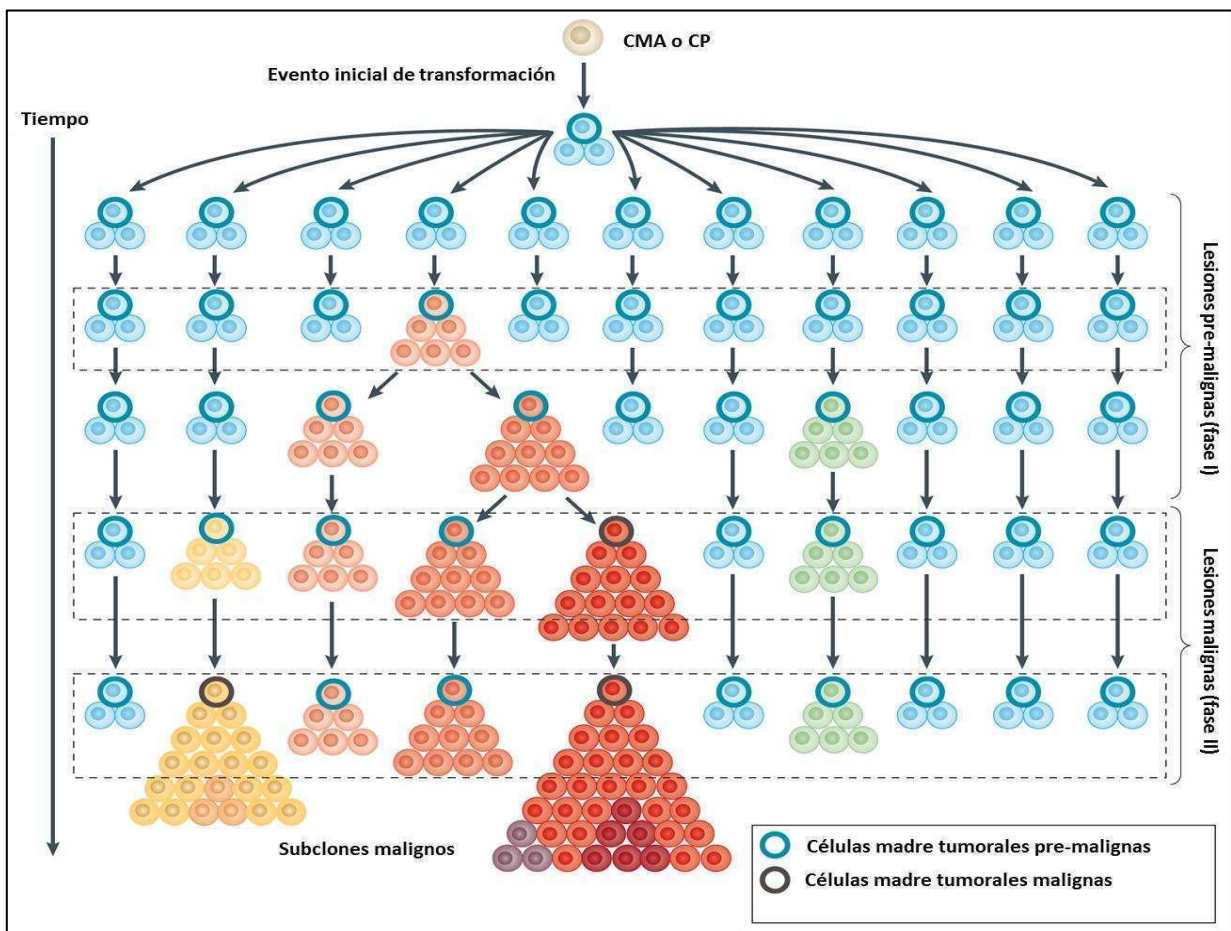 CMA o CP
Evento inicial de transformación
Tiempo
Lesiones pre-malignas (fase I)
Lesiones malignas (fase II)
Subclones malignos
Células madre tumorales pre-malignas
Células madre tumorales malignas